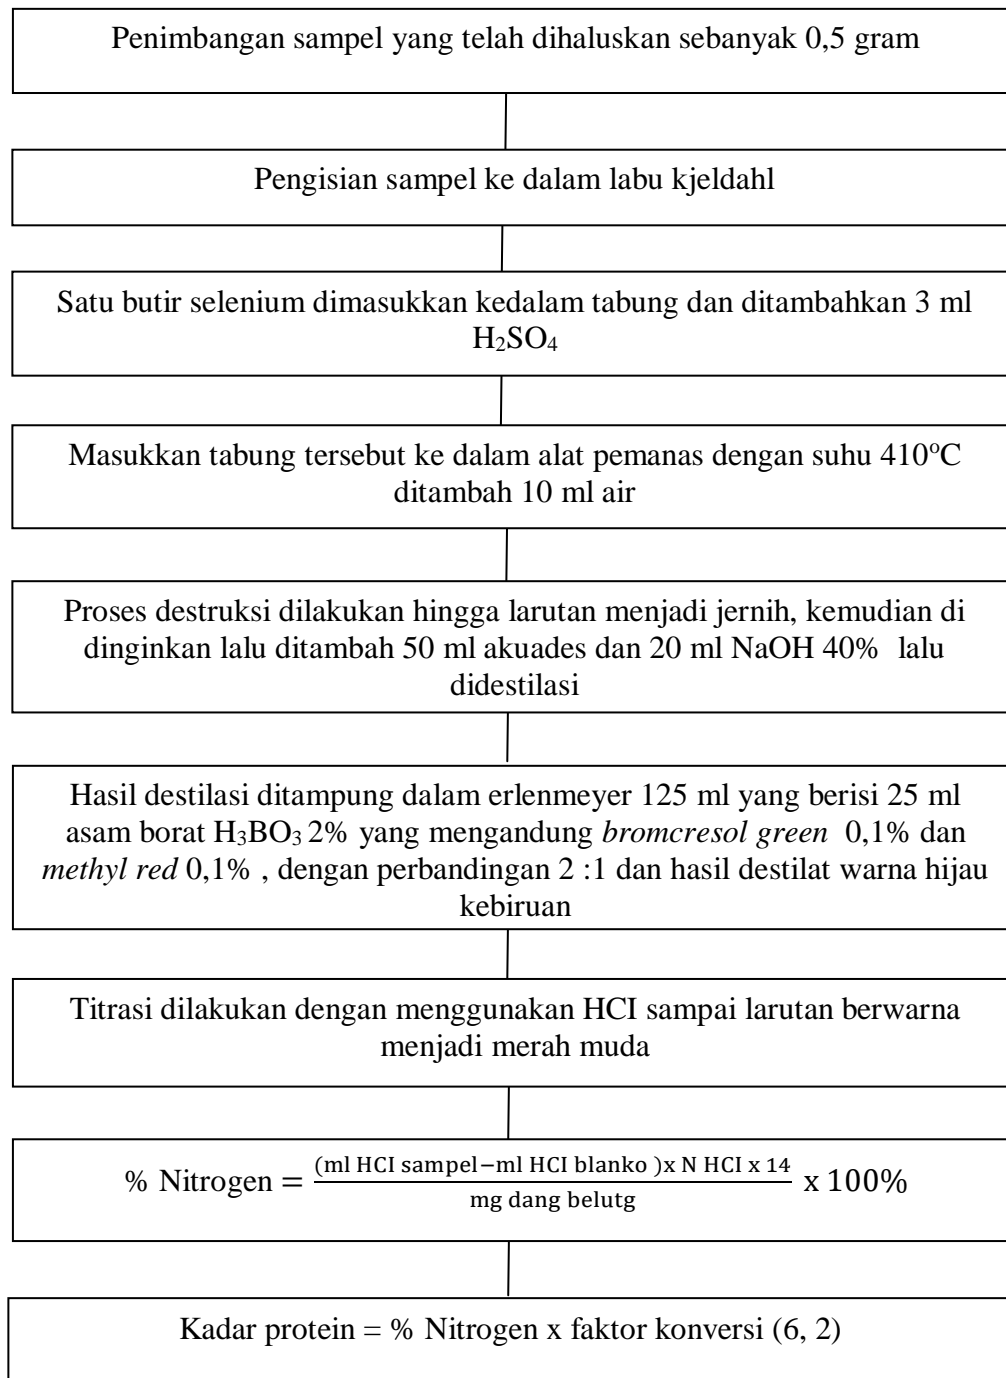 Penimbangan sampel yang telah dihaluskan sebanyak 0,5 gram
Pengisian sampel ke dalam labu kjeldahl
Satu butir selenium dimasukkan kedalam tabung dan ditambahkan 3 ml
H₂SO₄
Masukkan tabung tersebut ke dalam alat pemanas dengan suhu 410°C
ditambah 10 ml air
Proses destruksi dilakukan hingga larutan menjadi jernih, kemudian di
dinginkan lalu ditambah 50 ml akuades dan 20 ml NaOH 40% lalu
didestilasi
Hasil destilasi ditampung dalam erlenmeyer 125 ml yang berisi 25 ml
asam borat H₃BO₃ 2% yang mengandung bromcresol green 0,1% dan
methyl red 0,1% , dengan perbandingan 2 :1 dan hasil destilat warna hijau
kebiruan
Titrasi dilakukan dengan menggunakan HCI sampai larutan berwarna
menjadi merah muda
% Nitrogen = (ml HCI sampel−ml HCI blanko )x N HCI x 14 / mg dang belutg x 100%
Kadar protein = % Nitrogen x faktor konversi (6, 2)